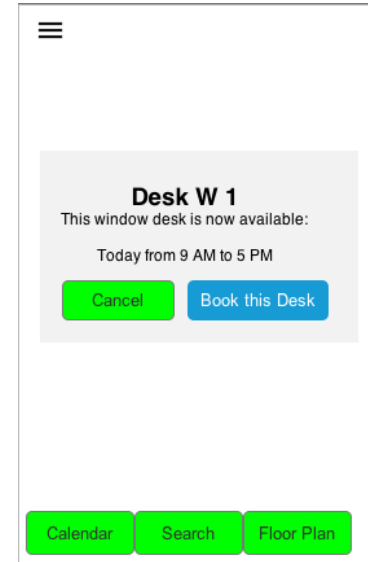 Desk W 1
This window desk is now available:
Today from 9 AM to 5 PM
Cancel
Book this Desk
Calendar
Search
Floor Plan